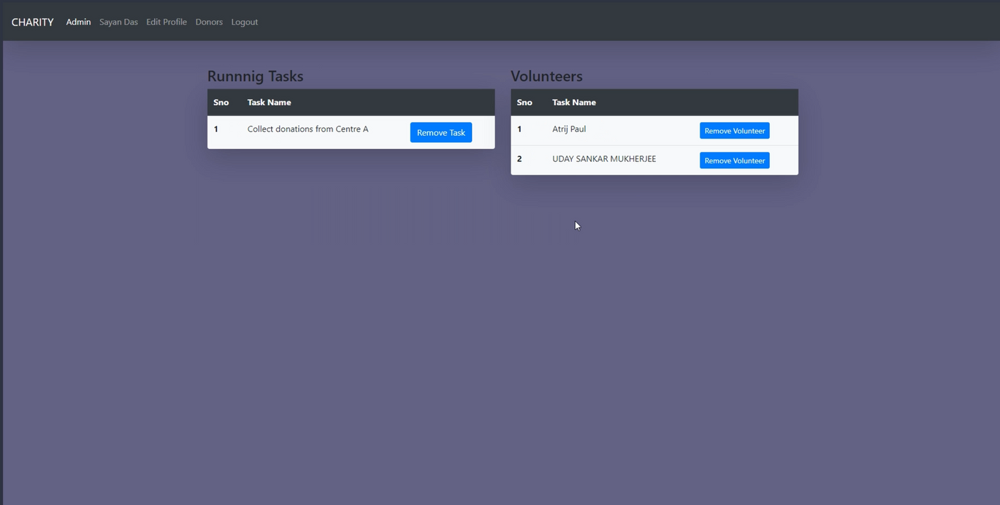 CHARITY Admin Sayan Das Edit Profile Donors Logout
Runnnig Tasks
Sno Task Name
1 Collect donations from Centre A Remove Task
Volunteers
Sno Task Name
1 Atrij Paul Remove Volunteer
2 UDAY SANKAR MUKHERJEE Remove Volunteer